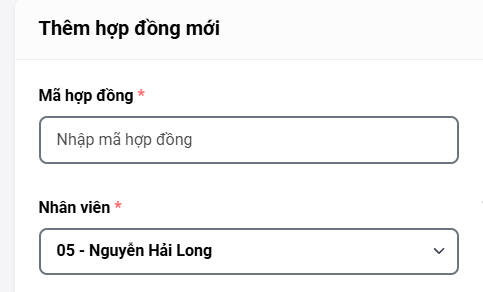 Thêm hợp đồng mới
Mã hợp đồng *
Nhập mã hợp đồng
Nhân viên *
05 - Nguyễn Hải Long